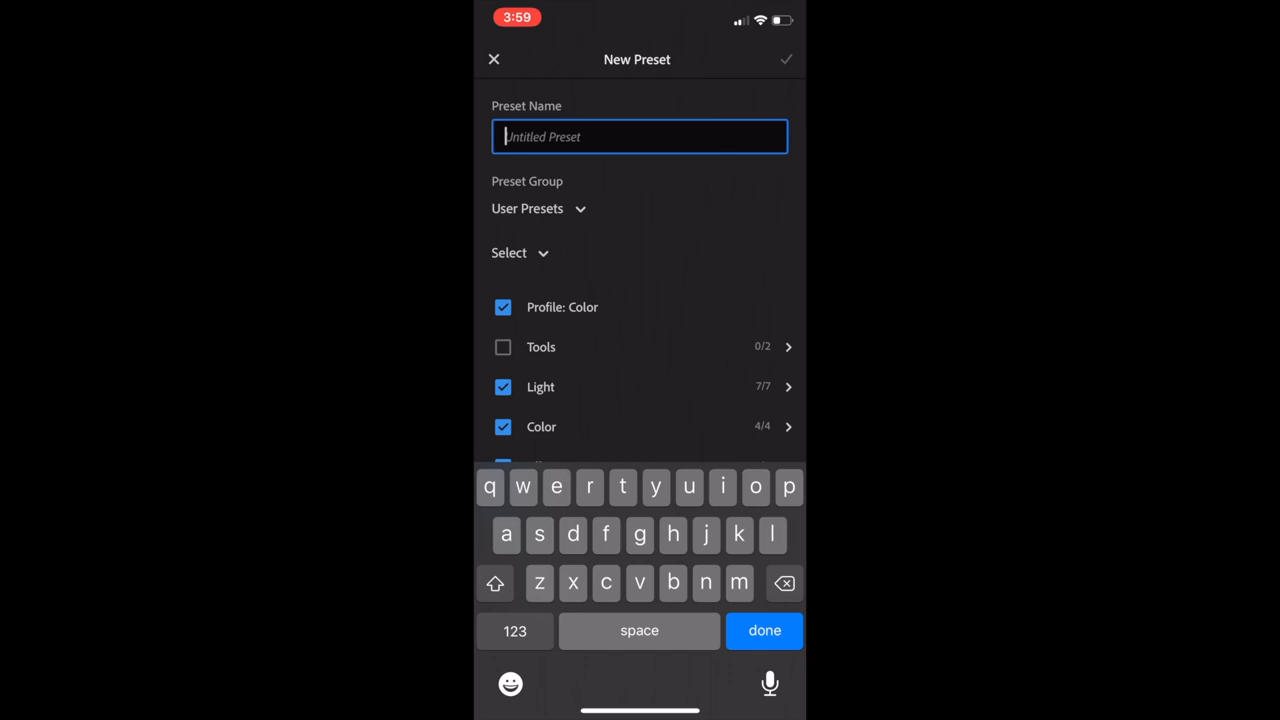 3:59
New Preset
Preset Name
Untitled Preset
Preset Group
User Presets
Select
Profile: Color
Tools 0/2
Light 7/7
Color 4/4
q w e r t y u i o p
a s d f g h j k l
z x c v b n m
123 space done